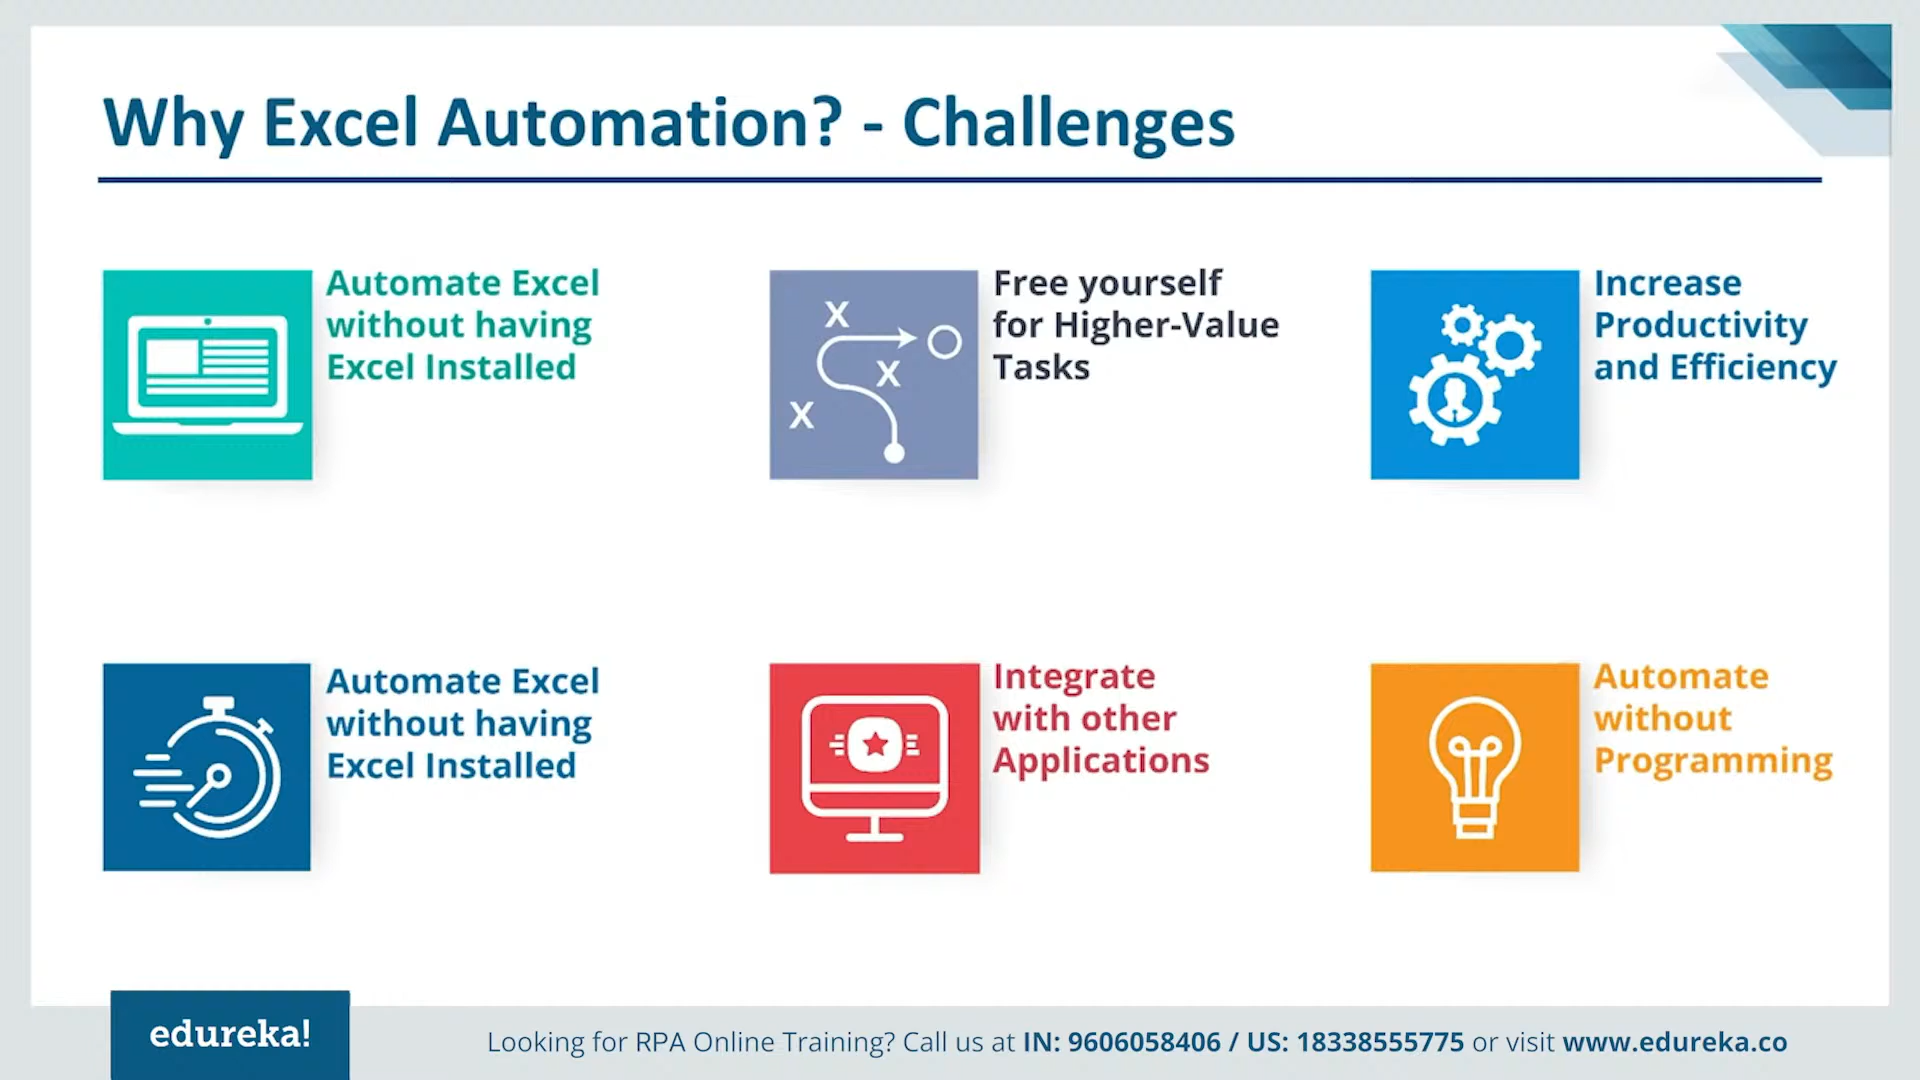 Why Excel Automation? - Challenges
Automate Excel
without having
Excel Installed
Free yourself
for Higher-Value
Tasks
Increase
Productivity
and Efficiency
Automate Excel
without having
Excel Installed
Integrate
with other
Applications
Automate
without
Programming
edureka!
Looking for RPA Online Training? Call us at IN: 9606058406 / US: 18338555775 or visit www.edureka.co